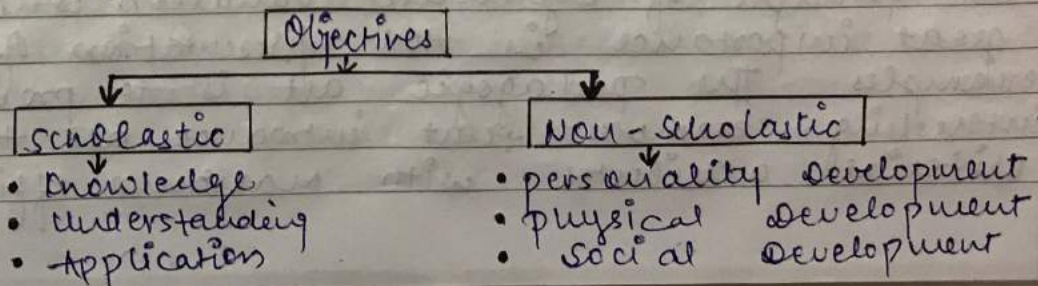 Objectives
Scholastic
Non-Scholastic
• Knowledge
• Understanding
• Application
• personality Development
• physical Development
• Social Development